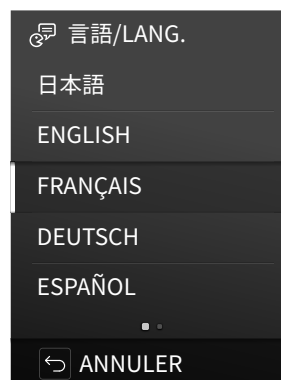 言語/LANG.
日本語
ENGLISH
FRANÇAIS
DEUTSCH
ESPAÑOL
ANNULER